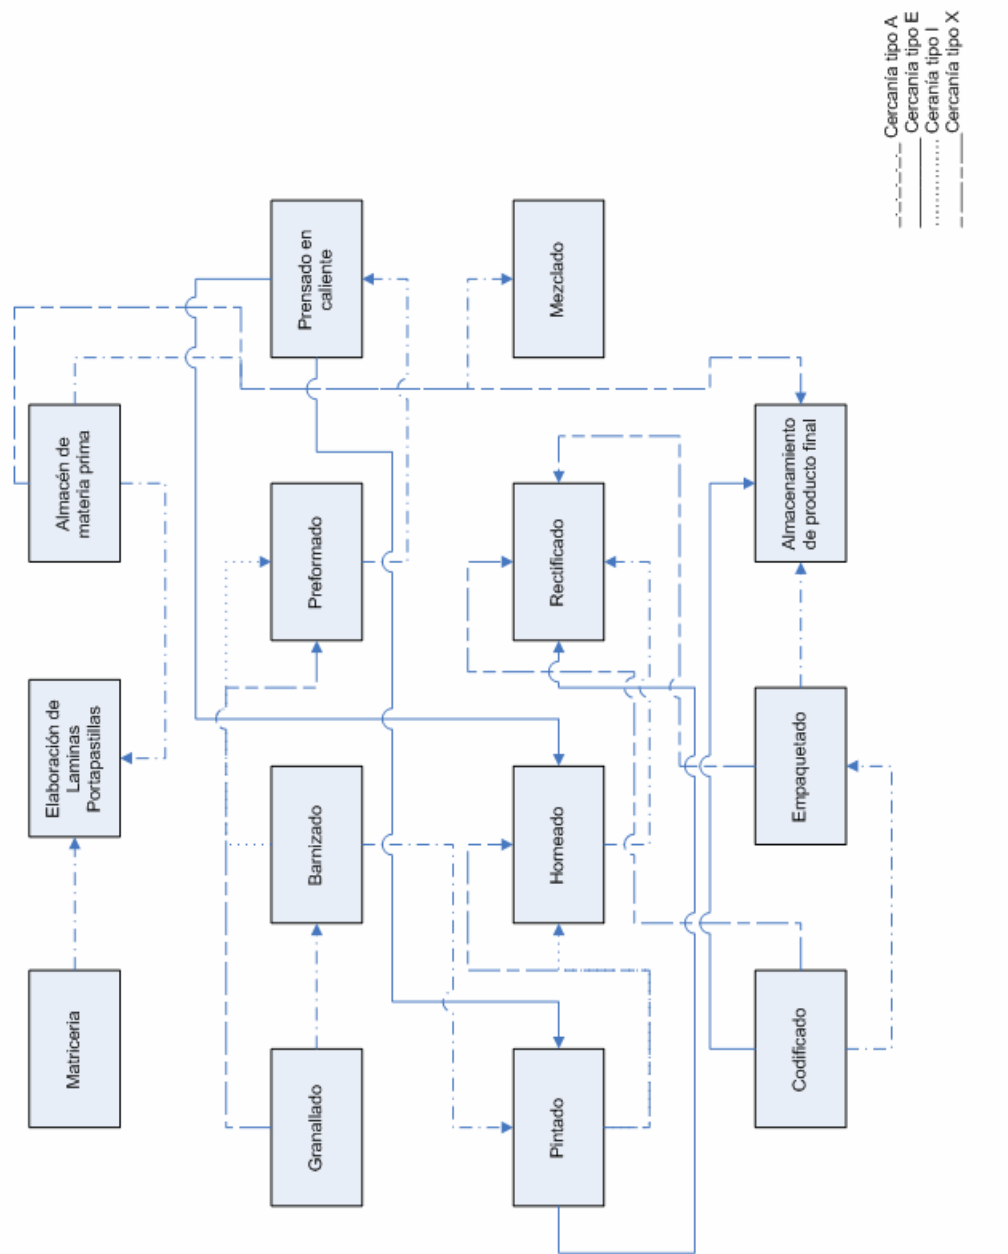 Matriceria
Elaboración de
Laminas
Portapastillas
Almacén de
materia prima
Granallado
Barnizado
Preformado
Prensado en
caliente
Pintado
Horneado
Rectificado
Mezclado
Codificado
Empaquetado
Almacenamiento
de producto final
Cercanía tipo A
Cercanía tipo E
Ceranía tipo I
Cercanía tipo X